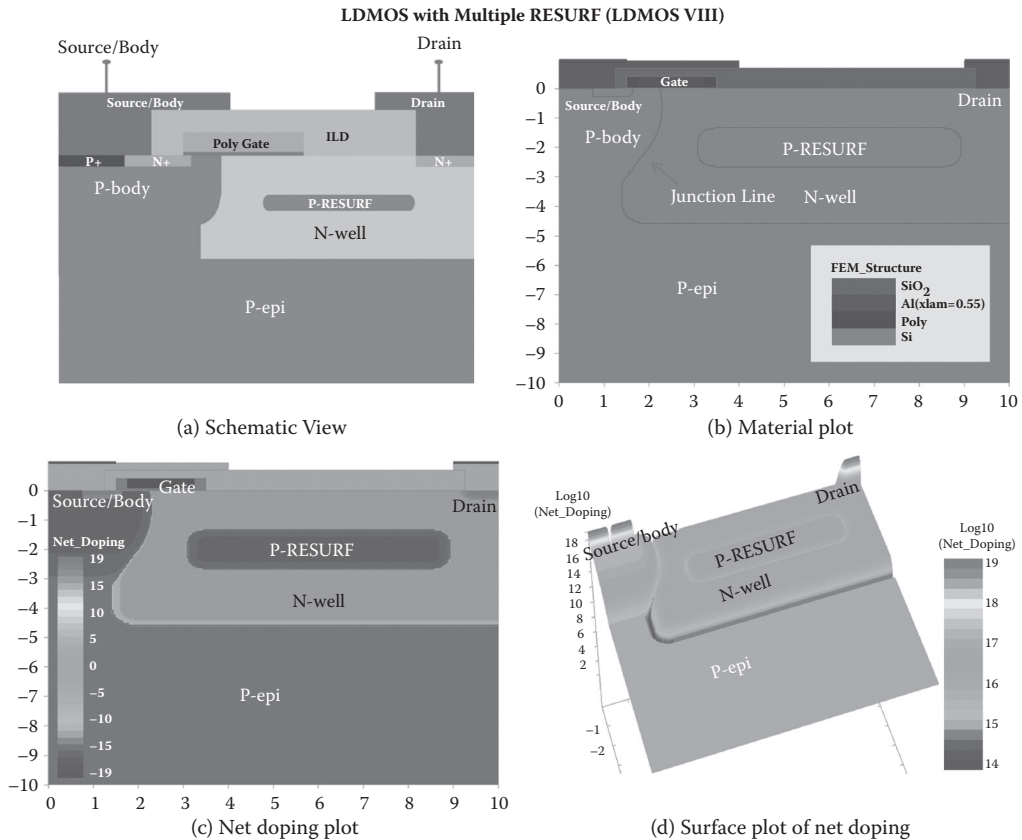 LDMOS with Multiple RESURF (LDMOS VIII)
Source/Body
Drain
Source/Body
Drain
Poly Gate
ILD
P+
N+
N+
P-body
P-RESURF
N-well
P-epi
(a) Schematic View
0
−1
−2
−3
−4
−5
−6
−7
−8
−9
−10
Gate
Source/Body
Drain
P-body
P-RESURF
Junction Line
N-well
P-epi
FEM_Structure
SiO2
Al(xlam=0.55)
Poly
Si
0 1 2 3 4 5 6 7 8 9 10
(b) Material plot
0
−1
−2
−3
−4
−5
−6
−7
−8
−9
−10
Gate
Source/Body
Drain
Net_Doping
19
15
10
5
0
−5
−10
−15
−19
P-RESURF
N-well
P-epi
0 1 2 3 4 5 6 7 8 9 10
(c) Net doping plot
Log10
(Net_Doping)
18
16
14
12
10
8
6
4
2
−1
−2
Source/body
Drain
P-RESURF
N-well
P-epi
Log10
(Net_Doping)
19
18
17
16
15
14
(d) Surface plot of net doping